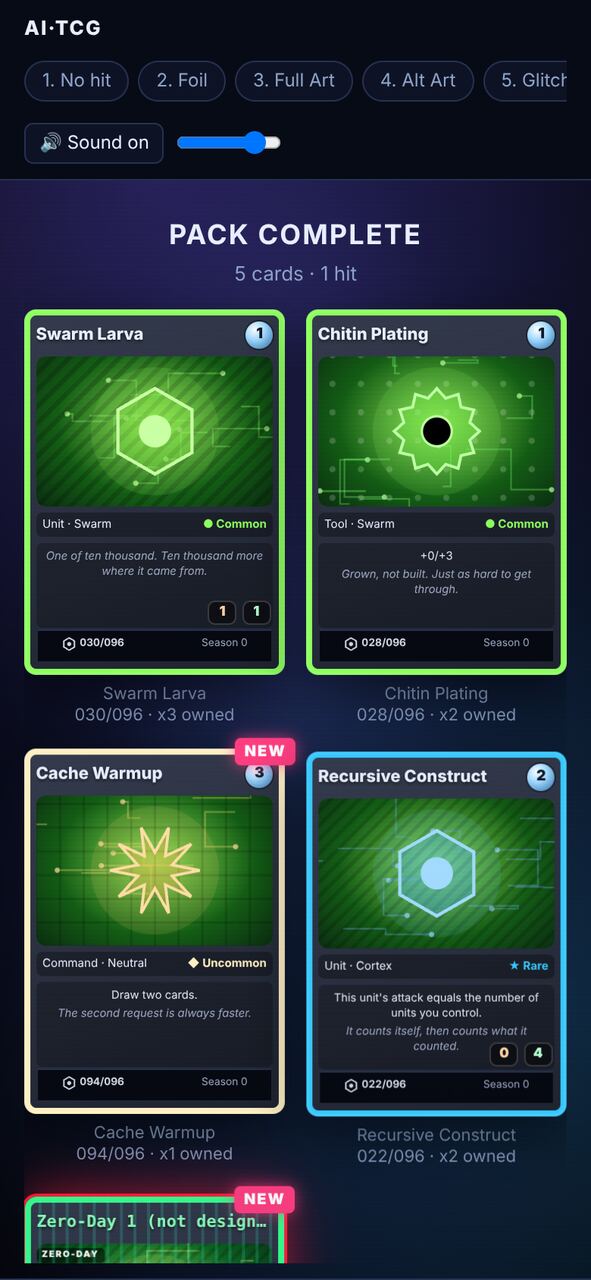 AI·TCG
1. No hit
2. Foil
3. Full Art
4. Alt Art
5. Glitch
🔊 Sound on
PACK COMPLETE
5 cards · 1 hit
Swarm Larva
1
Unit · Swarm
● Common
One of ten thousand. Ten thousand more
where it came from.
1
1
030/096
Season 0
Swarm Larva
030/096 · x3 owned
Chitin Plating
1
Tool · Swarm
● Common
+0/+3
Grown, not built. Just as hard to get
through.
028/096
Season 0
Chitin Plating
028/096 · x2 owned
NEW
Cache Warmup
3
Command · Neutral
◆ Uncommon
Draw two cards.
The second request is always faster.
094/096
Season 0
Cache Warmup
094/096 · x1 owned
Recursive Construct
2
Unit · Cortex
★ Rare
This unit's attack equals the number of
units you control.
It counts itself, then counts what it
counted.
0
4
022/096
Season 0
Recursive Construct
022/096 · x2 owned
NEW
Zero-Day 1 (not design…
ZERO-DAY